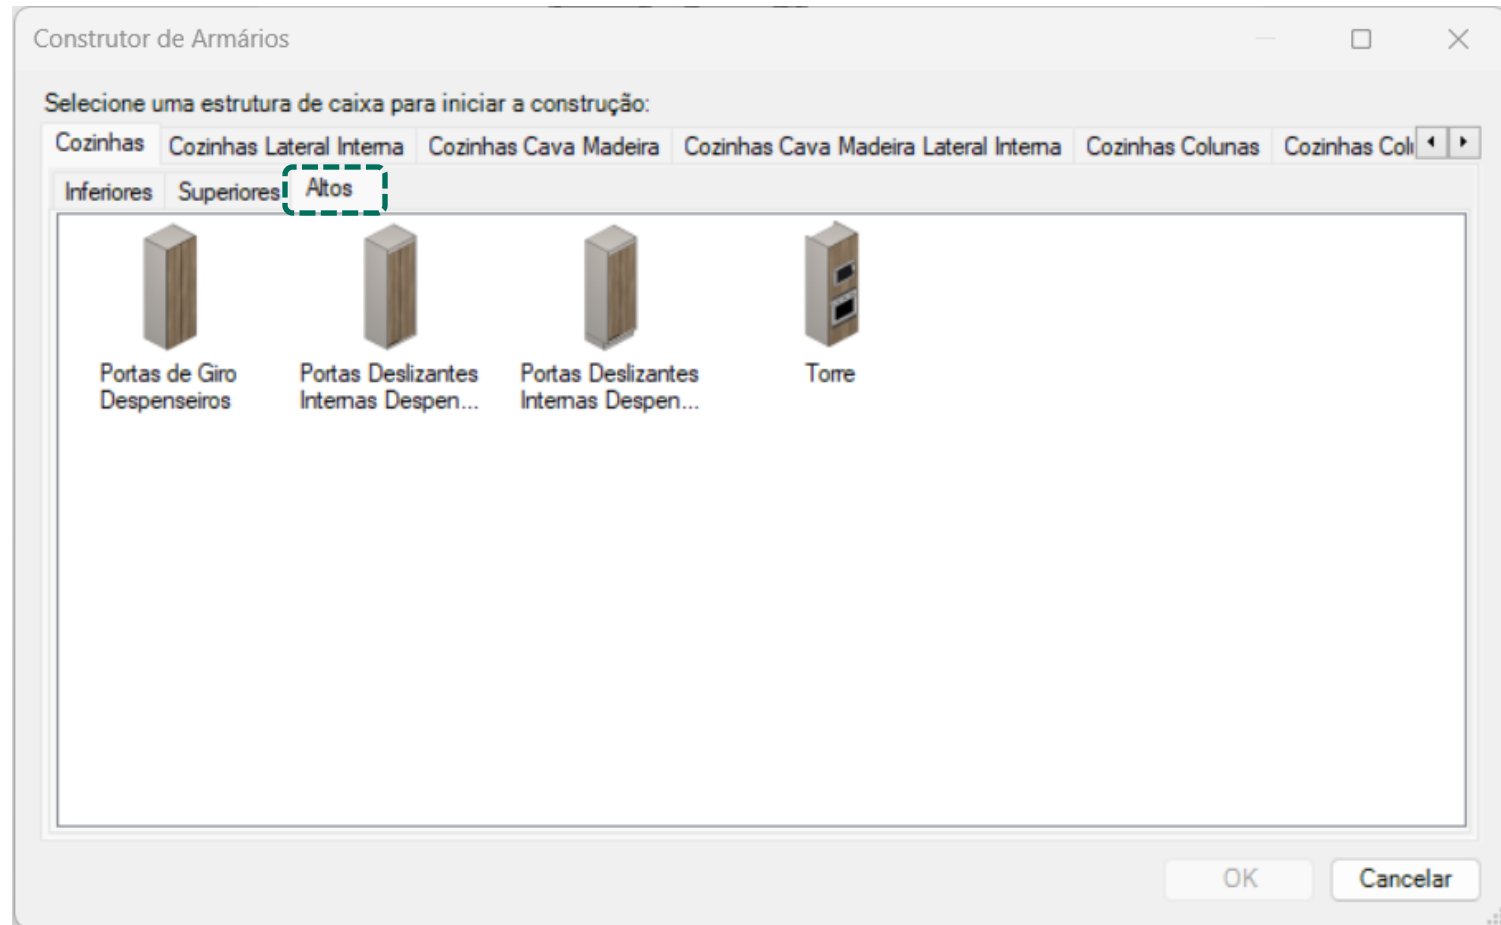 Construtor de Armários
Selecione uma estrutura de caixa para iniciar a construção:
Cozinhas Cozinhas Lateral Interna Cozinhas Cava Madeira Cozinhas Cava Madeira Lateral Interna Cozinhas Colunas Cozinhas Colu
Inferiores Superiores Altos
Portas de Giro
Despenseiros
Portas Deslizantes
Internas Despen...
Portas Deslizantes
Internas Despen...
Torre
OK Cancelar